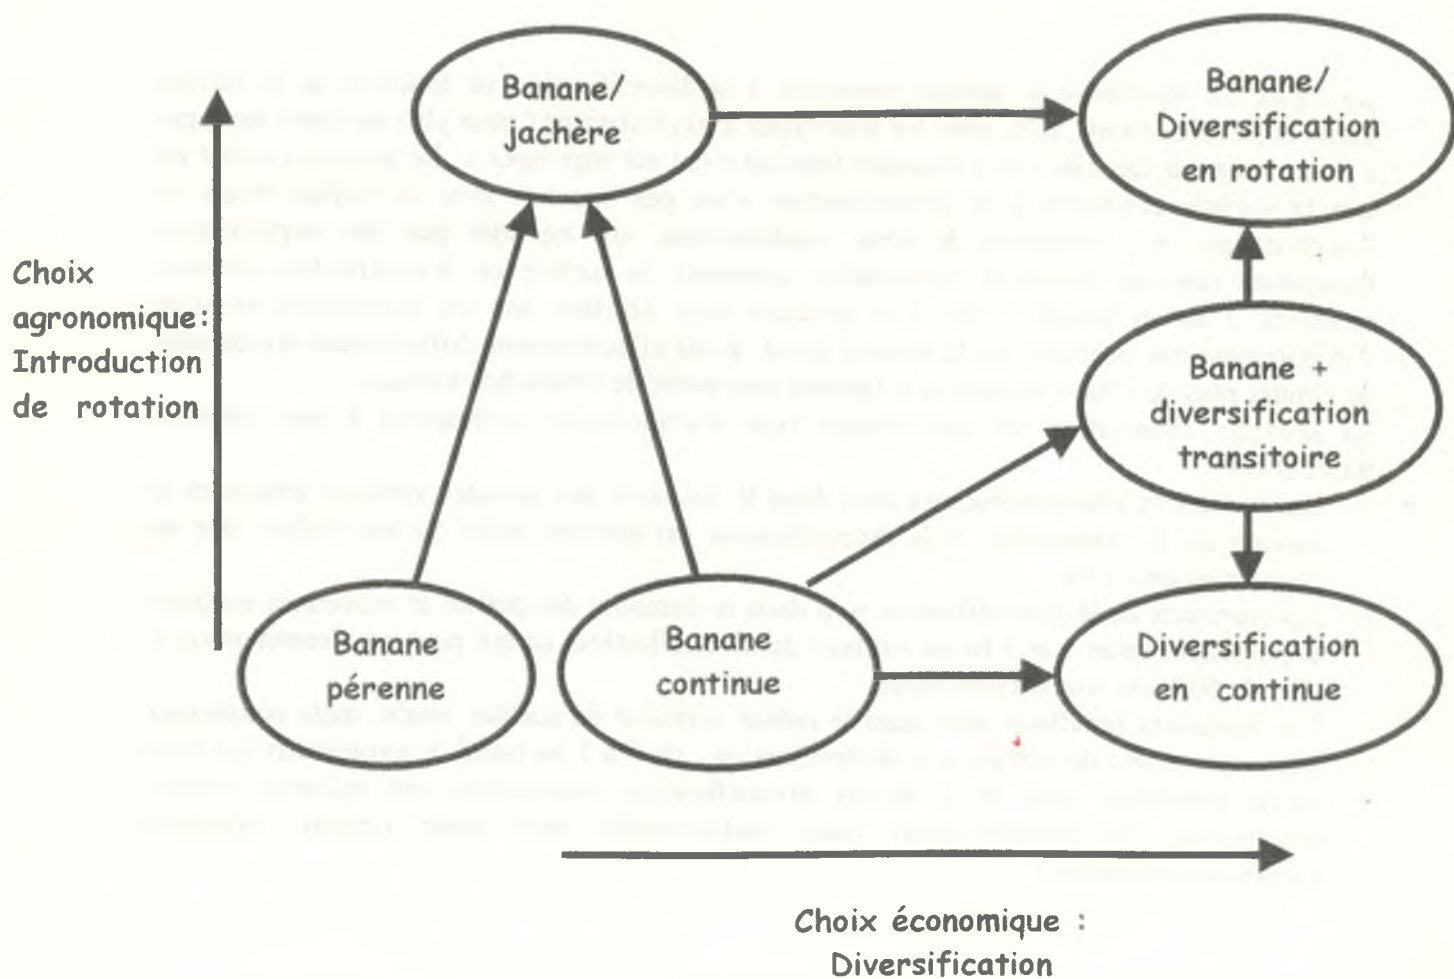 Banane/
jachère
Banane/
Diversification
en rotation
Choix
agronomique:
Introduction
de rotation
Banane +
diversification
transitoire
Banane
pérenne
Banane
continue
Diversification
en continue
Choix économique :
Diversification